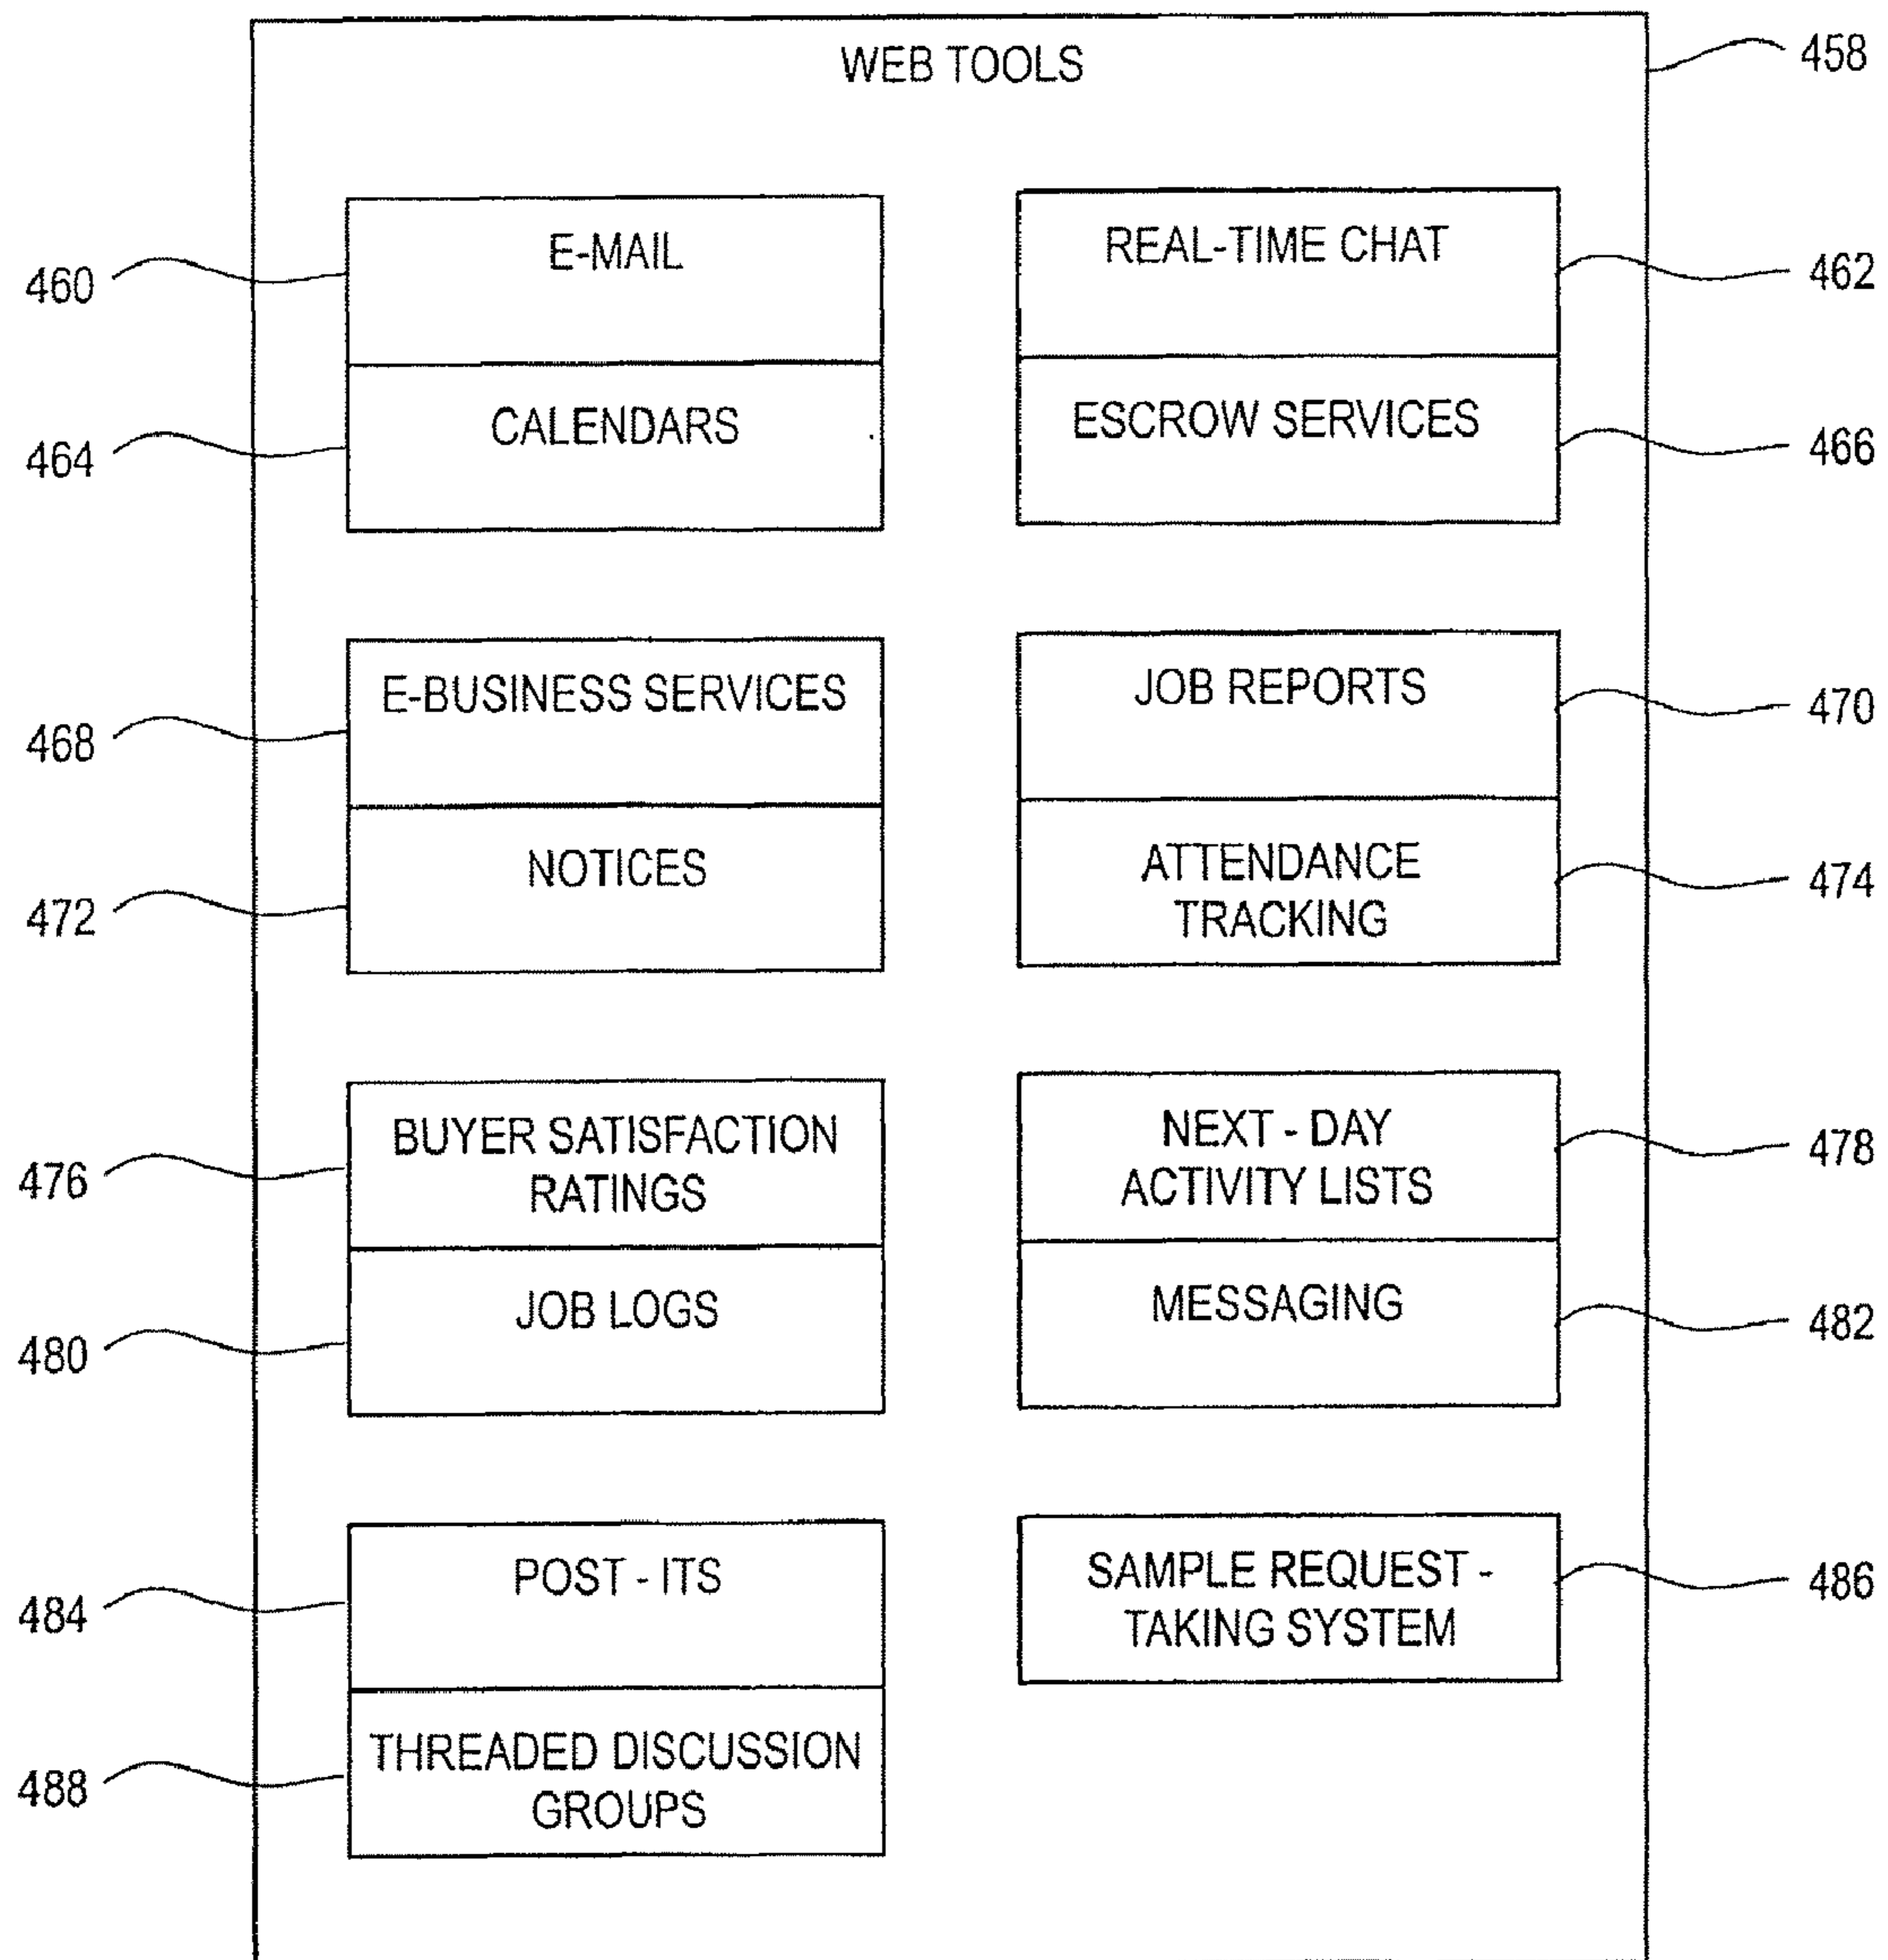 WEB TOOLS
458
460
E-MAIL
REAL-TIME CHAT
462
464
CALENDARS
ESCROW SERVICES
466
468
E-BUSINESS SERVICES
JOB REPORTS
470
472
NOTICES
ATTENDANCE
TRACKING
474
476
BUYER SATISFACTION
RATINGS
NEXT - DAY
ACTIVITY LISTS
478
480
JOB LOGS
MESSAGING
482
484
POST - ITS
SAMPLE REQUEST -
TAKING SYSTEM
486
488
THREADED DISCUSSION
GROUPS